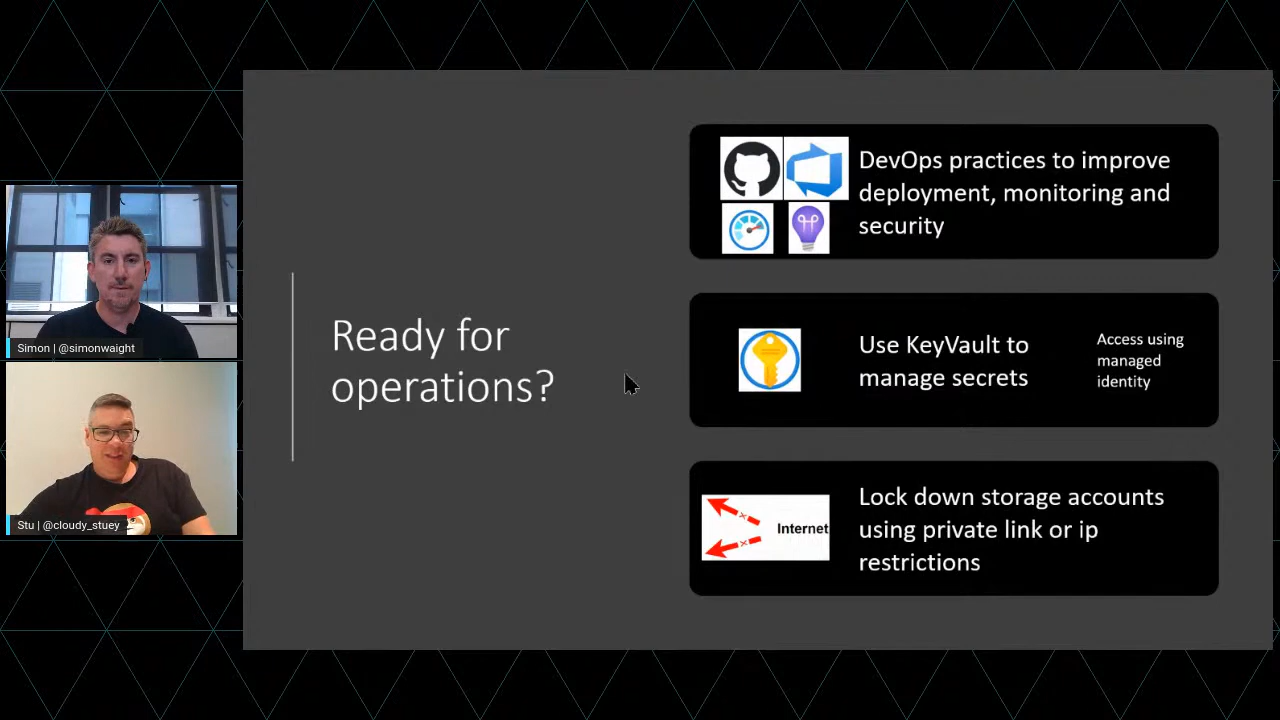 Simon | @simonwaight
Stu | @cloudy_stuey
Ready for
operations?
DevOps practices to improve
deployment, monitoring and
security
Use KeyVault to
manage secrets
Access using
managed
identity
Internet
Lock down storage accounts
using private link or ip
restrictions